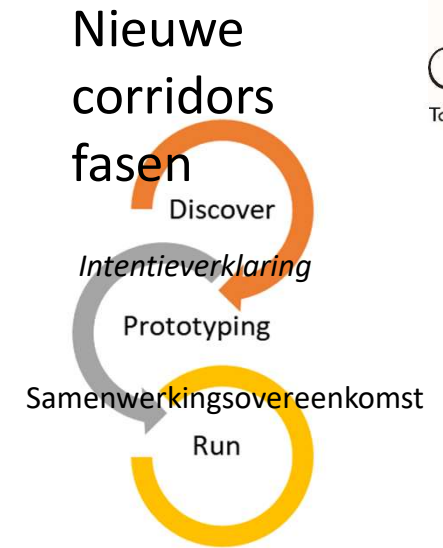 Nieuwe
corridors
fasen
Discover
Intentieverklaring
Prototyping
Samenwerkingsovereenkomst
Run